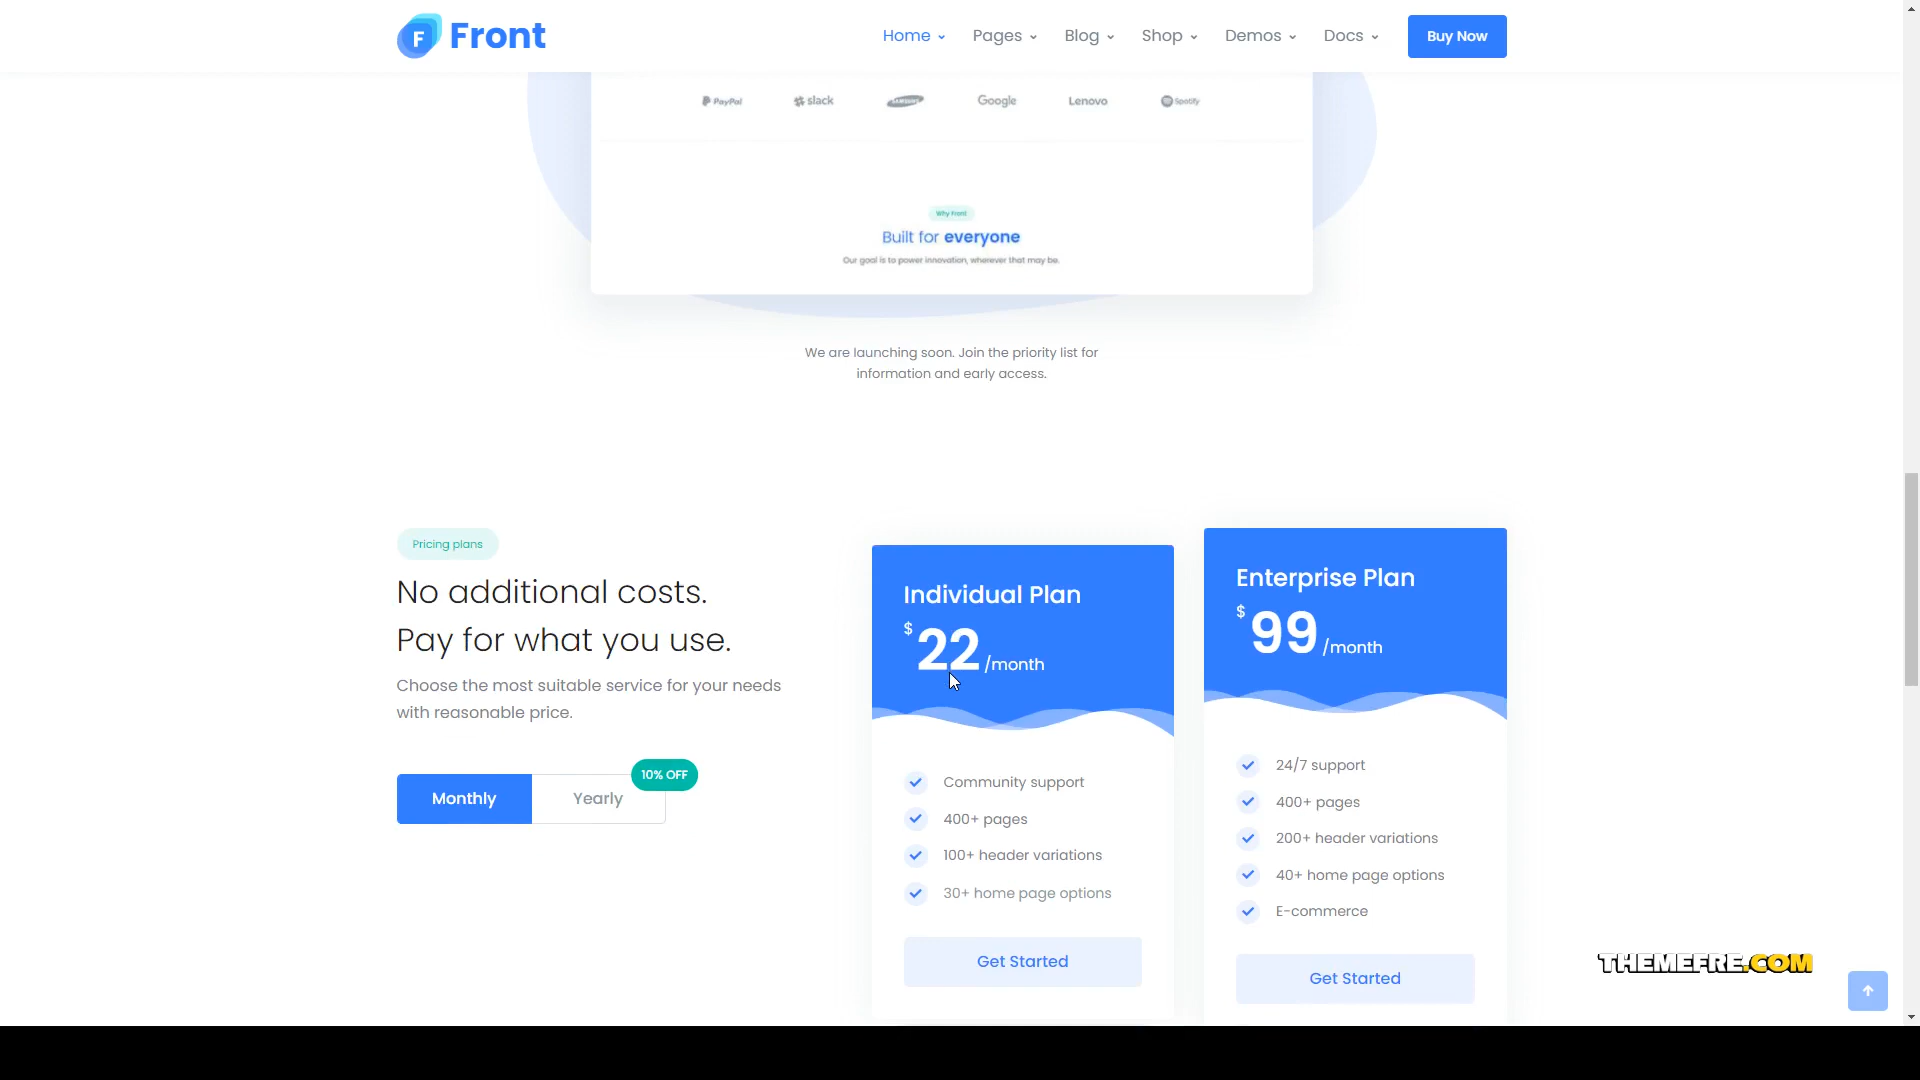 F Front
Home Pages Blog Shop Demos Docs Buy Now
PayPal slack SAMSUNG Google Lenovo Spotify
Why Front
Built for everyone
Our goal is to power innovation, wherever that may be.
We are launching soon. Join the priority list for
information and early access.
Pricing plans
No additional costs.
Pay for what you use.
Choose the most suitable service for your needs
with reasonable price.
10% OFF
Monthly Yearly
Individual Plan
$22/month
Community support
400+ pages
100+ header variations
30+ home page options
Get Started
Enterprise Plan
$99/month
24/7 support
400+ pages
200+ header variations
40+ home page options
E-commerce
Get Started
THEMEFRE.COM